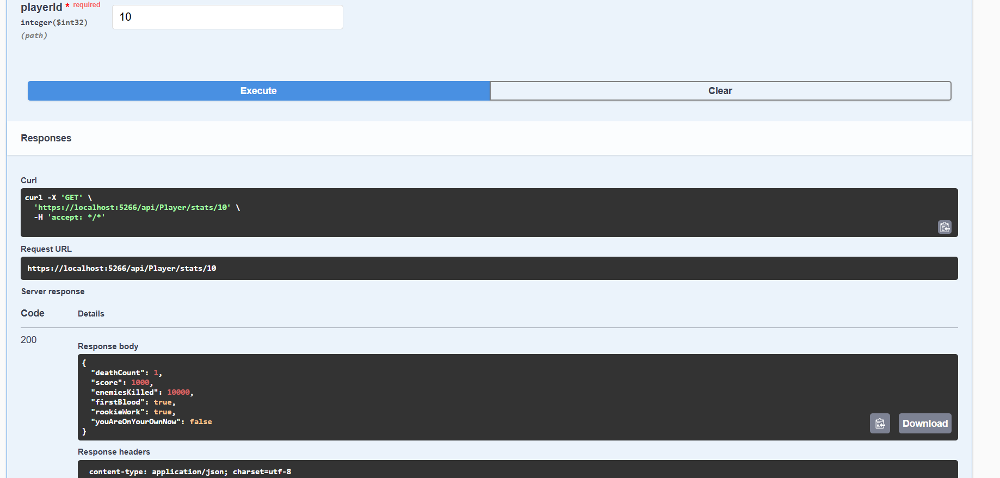 playerId * required
integer($int32)
(path)
10
Execute
Clear
Responses
Curl
curl -X 'GET' \
  'https://localhost:5266/api/Player/stats/10' \
  -H 'accept: */*'
Request URL
https://localhost:5266/api/Player/stats/10
Server response
Code Details
200
Response body
{
  "deathCount": 1,
  "score": 1000,
  "enemiesKilled": 10000,
  "firstBlood": true,
  "rookieWork": true,
  "youAreOnYourOwnNow": false
}
Download
Response headers
content-type: application/json; charset=utf-8